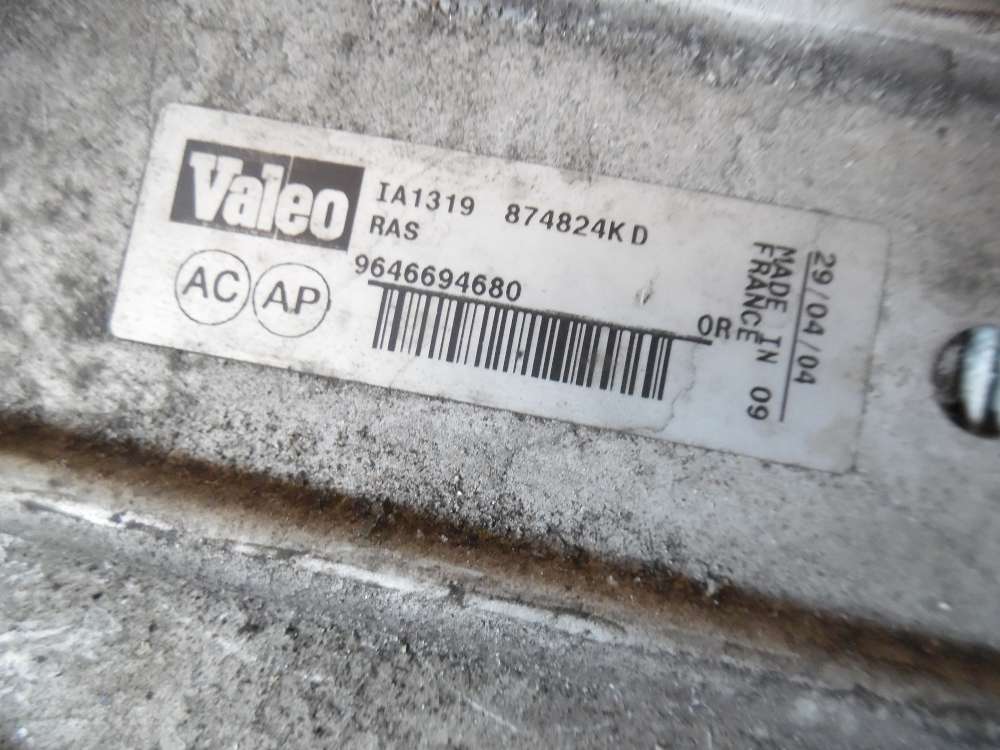 Valeo
IA1319 874824KD
RAS
AC AP
9646694680
OR
29/04/04
MADE IN 09
FRANCE